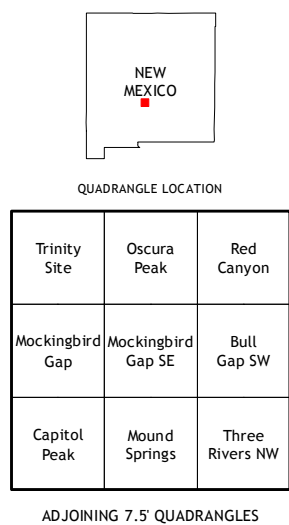 NEW
MEXICO
QUADRANGLE LOCATION
Trinity
Site
Oscura
Peak
Red
Canyon
Mockingbird
Gap
Mockingbird
Gap SE
Bull
Gap SW
Capitol
Peak
Mound
Springs
Three
Rivers NW
ADJOINING 7.5' QUADRANGLES